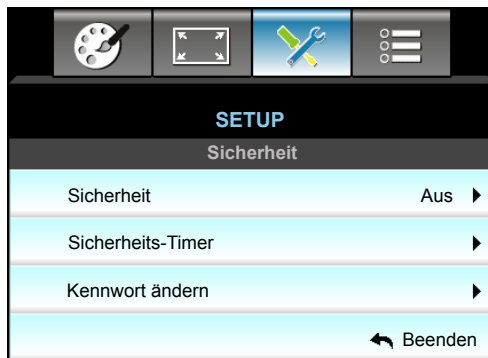 SETUP
Sicherheit
Sicherheit Aus
Sicherheits-Timer
Kennwort ändern
Beenden